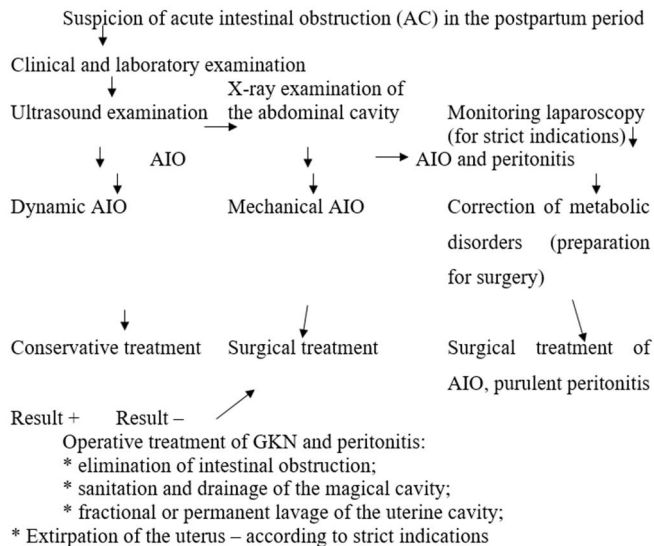 Suspicion of acute intestinal obstruction (AC) in the postpartum period
Clinical and laboratory examination
Ultrasound examination
X-ray examination of
the abdominal cavity
Monitoring laparoscopy
(for strict indications)
AIO
AIO and peritonitis
Dynamic AIO
Mechanical AIO
Correction of metabolic
disorders (preparation
for surgery)
Conservative treatment
Surgical treatment
Surgical treatment of
AIO, purulent peritonitis
Result + Result –
Operative treatment of GKN and peritonitis:
* elimination of intestinal obstruction;
* sanitation and drainage of the magical cavity;
* fractional or permanent lavage of the uterine cavity;
* Extirpation of the uterus – according to strict indications